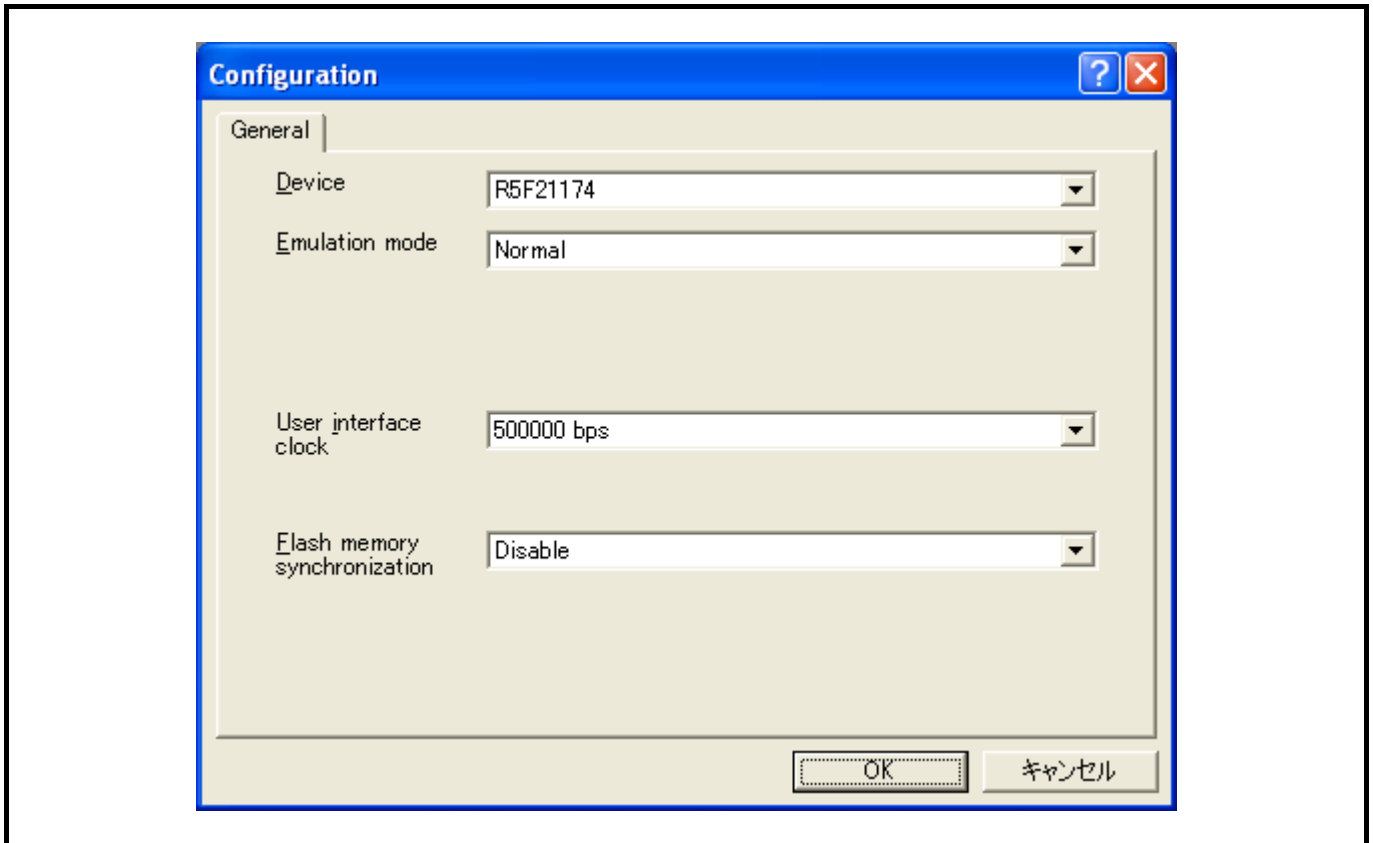 Configuration
?
General
Device
R5F21174
Emulation mode
Normal
User interface
clock
500000 bps
Flash memory
synchronization
Disable
OK
キャンセル